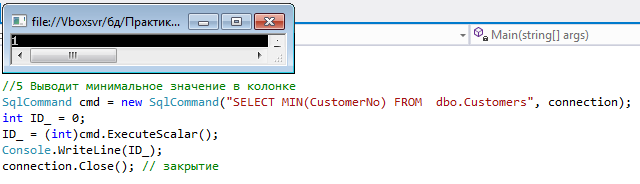 file://Vboxsvr/бд/Практик...
1
Main(string[] args)
//5 Выводит минимальное значение в колонке
SqlCommand cmd = new SqlCommand("SELECT MIN(CustomerNo) FROM  dbo.Customers", connection);
int ID_ = 0;
ID_ = (int)cmd.ExecuteScalar();
Console.WriteLine(ID_);
connection.Close(); // закрытие